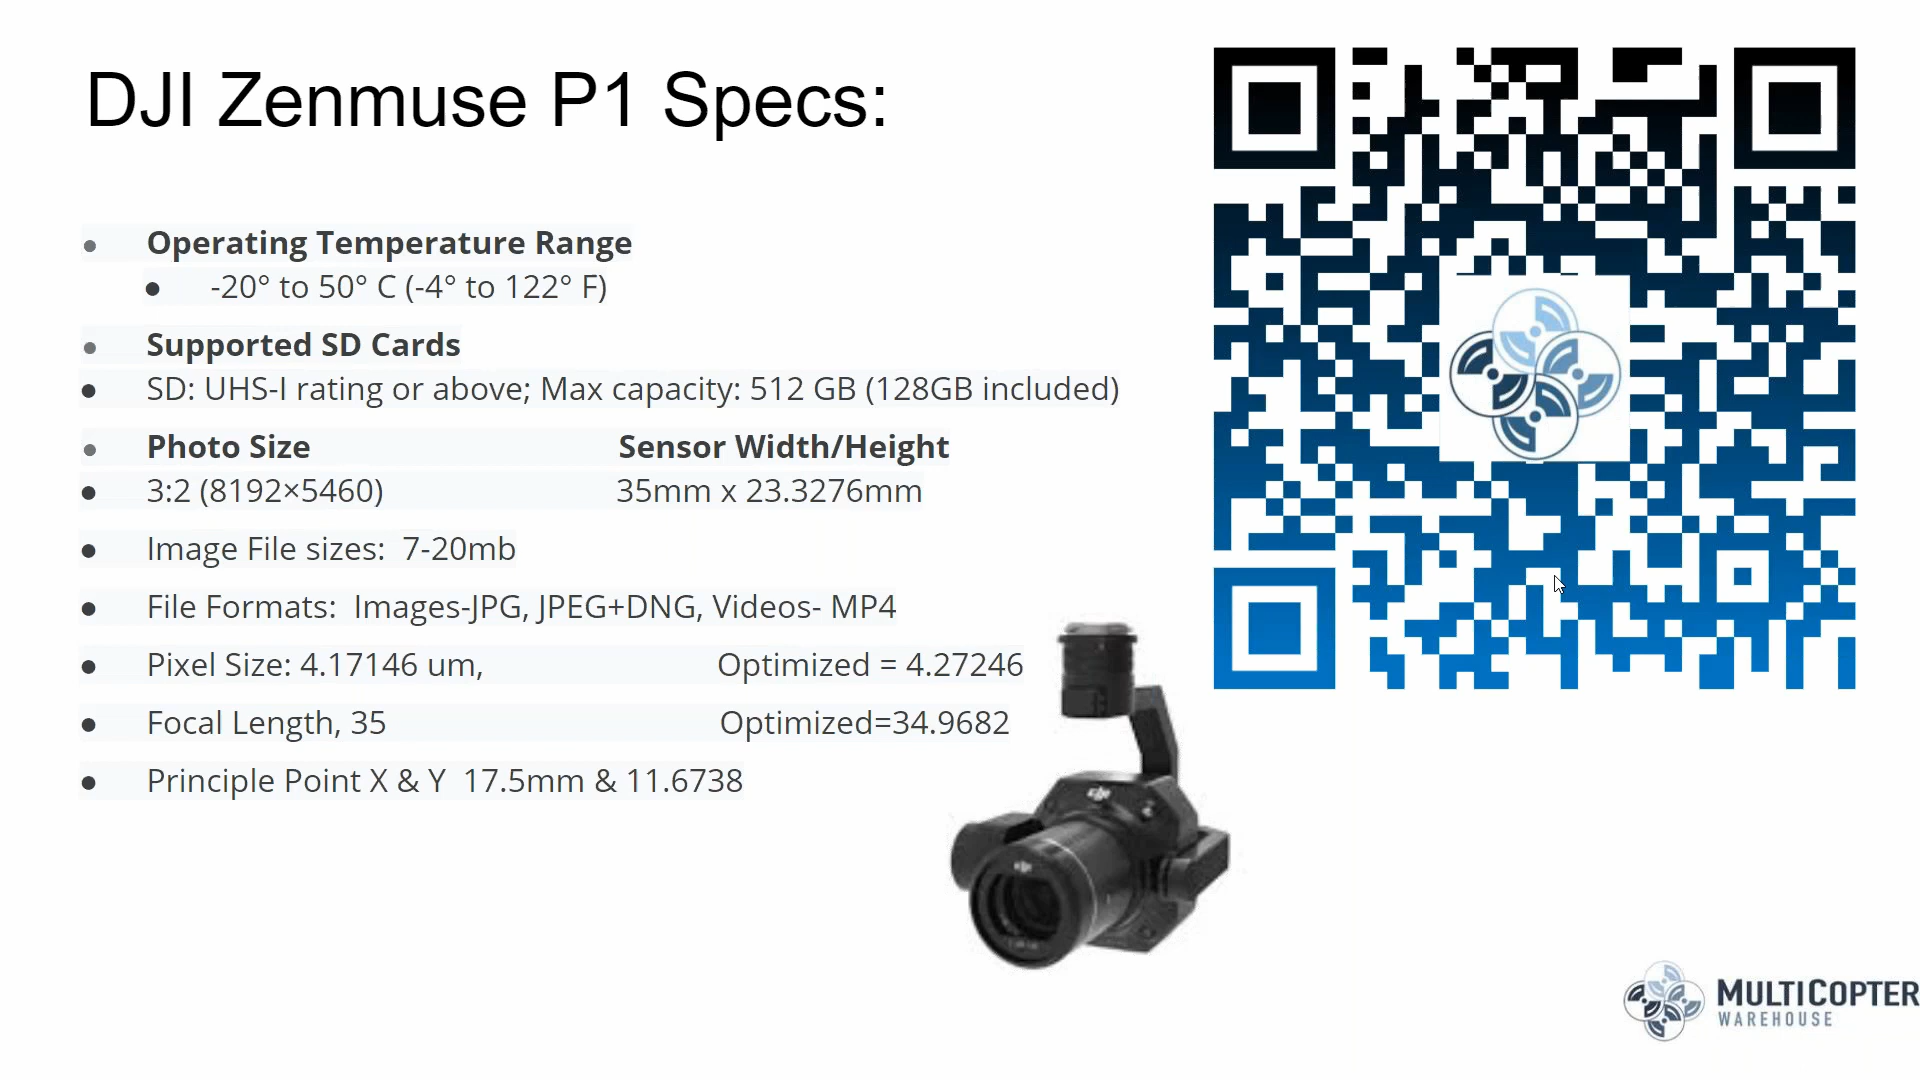 DJI Zenmuse P1 Specs:
Operating Temperature Range
-20° to 50° C (-4° to 122° F)
Supported SD Cards
SD: UHS-I rating or above; Max capacity: 512 GB (128GB included)
Photo Size Sensor Width/Height
3:2 (8192×5460) 35mm x 23.3276mm
Image File sizes: 7-20mb
File Formats: Images-JPG, JPEG+DNG, Videos- MP4
Pixel Size: 4.17146 um, Optimized = 4.27246
Focal Length, 35 Optimized=34.9682
Principle Point X & Y 17.5mm & 11.6738
dji
dji
MULTICOPTER
WAREHOUSE